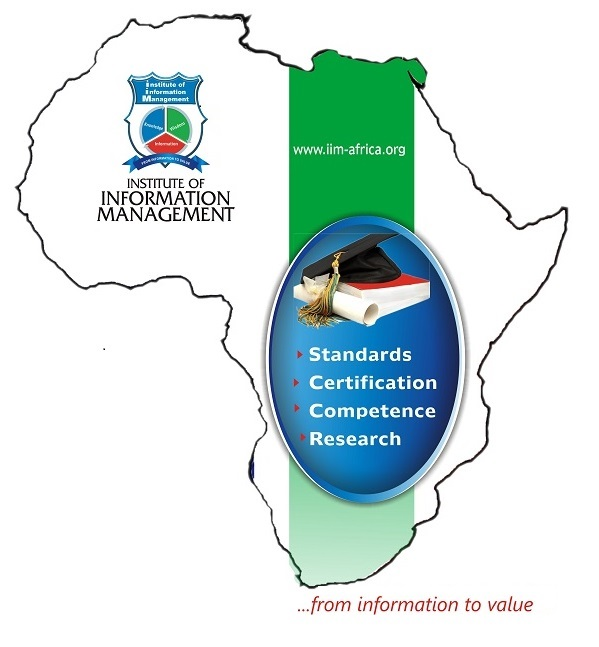 Institute of
Information
Management
Knowledge
Wisdom
Information
FROM INFORMATION TO VALUE
INSTITUTE OF
INFORMATION
MANAGEMENT
www.iim-africa.org
Standards
Certification
Competence
Research
...from information to value